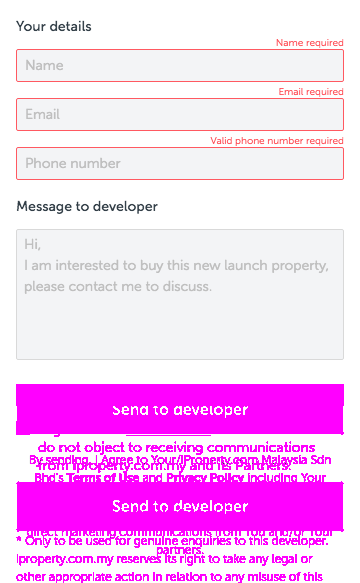 Your details
Name required
Name
Email required
Email
Valid phone number required
Phone number
Message to developer
Hi,
I am interested to buy this new launch property,
please contact me to discuss.
Send to developer
do not object to receiving communications
By sending, I Agree to Your/iProperty.com Malaysia Sdn
from iproperty.com.my and its Partners.
Bhd's Terms of Use and Privacy Policy including Your
Send to developer
direct marketing communications from You and/or Your
* Only to be used for genuine enquiries to this developer.
partners.
iproperty.com.my reserves its right to take any legal or
other appropriate action in relation to any misuse of this